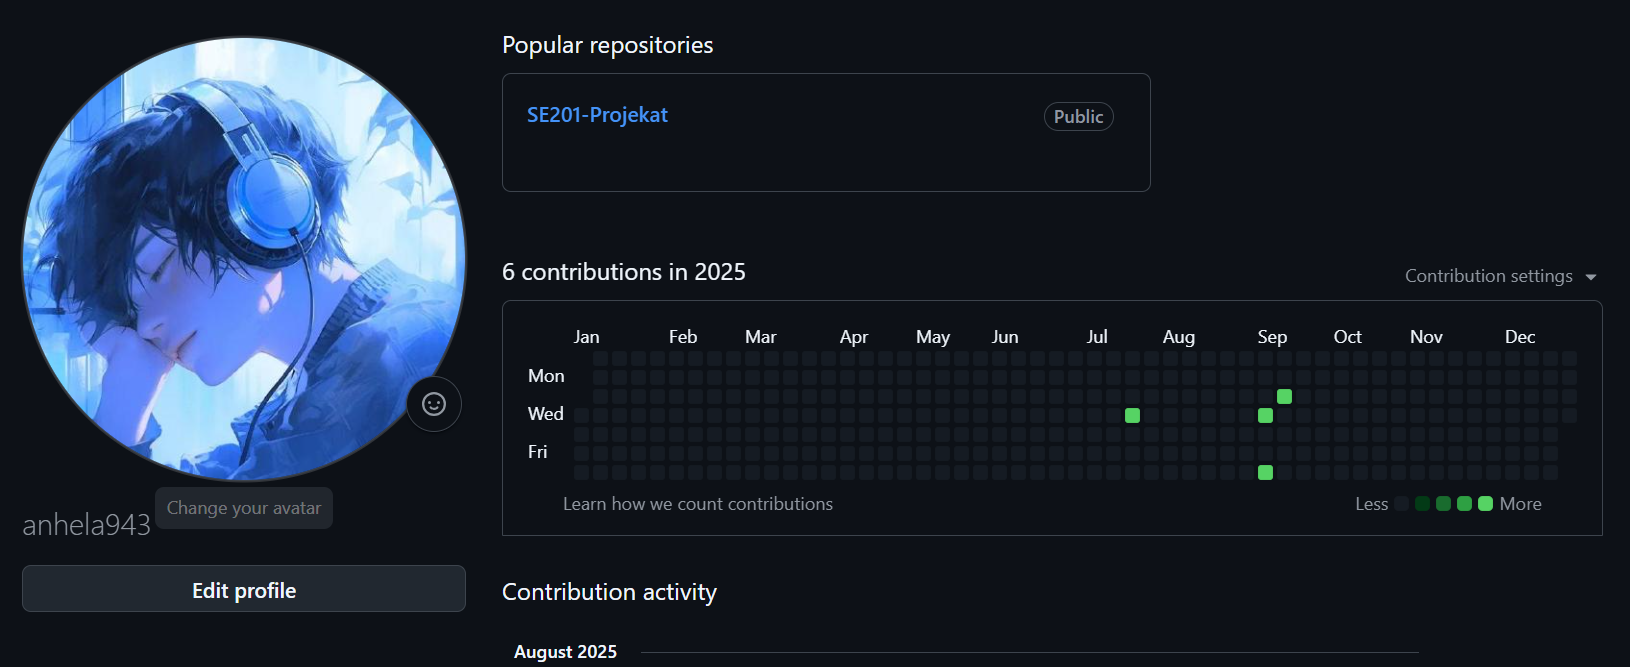 Popular repositories
SE201-Projekat
Public
6 contributions in 2025
Contribution settings
Jan Feb Mar Apr May Jun Jul Aug Sep Oct Nov Dec
Mon
Wed
Fri
Learn how we count contributions
Less More
Change your avatar
anhela943
Edit profile
Contribution activity
August 2025